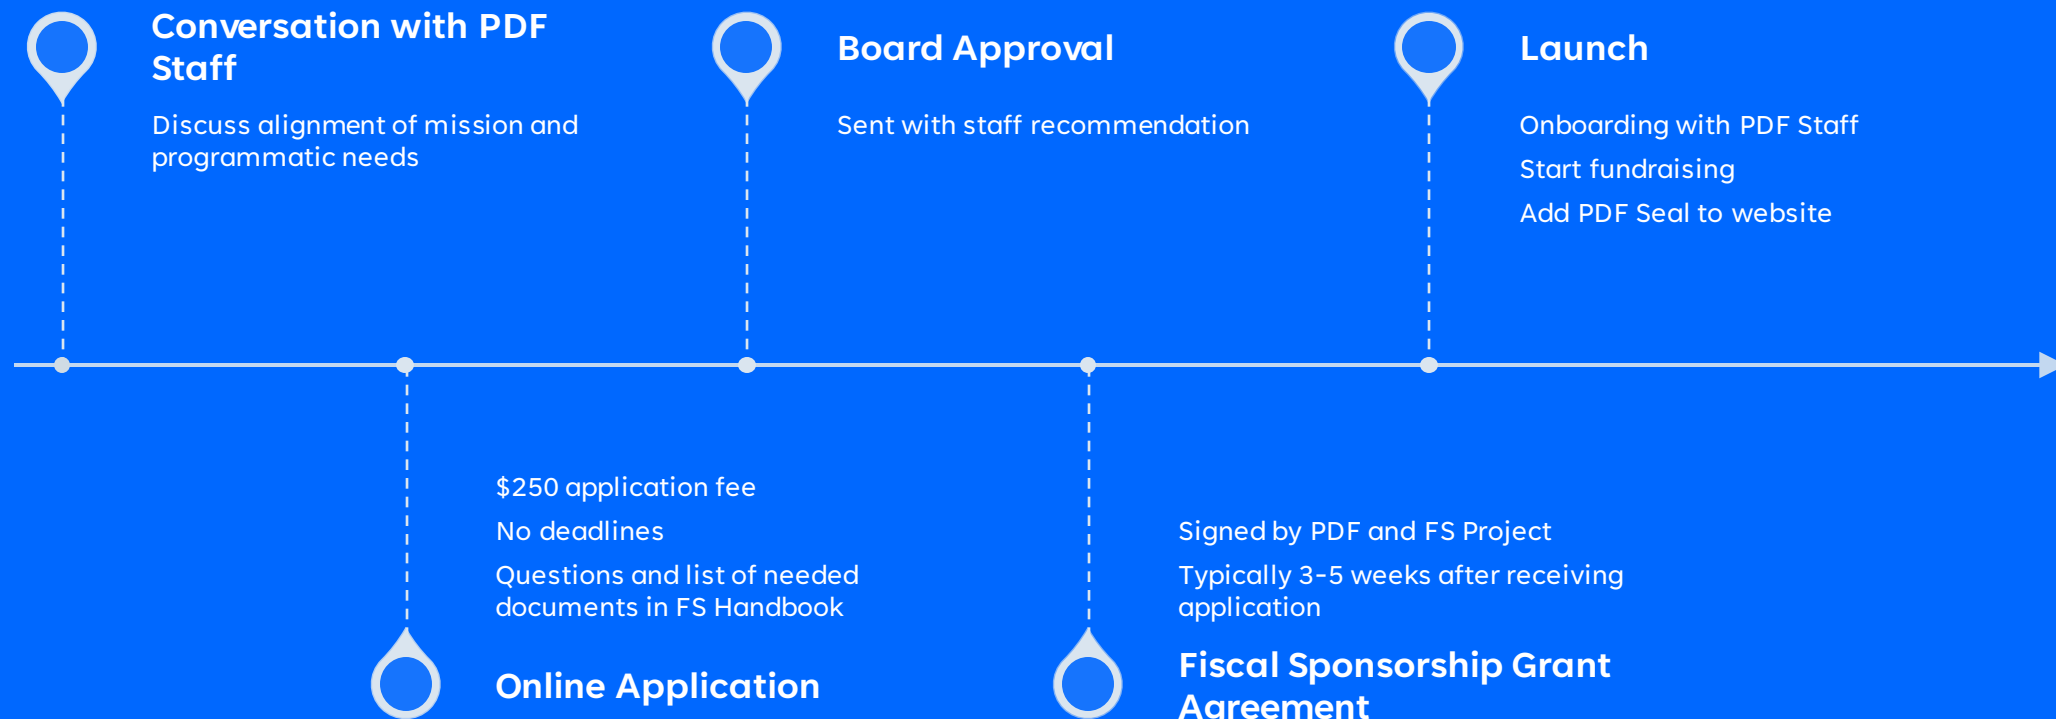 Conversation with PDF
Staff
Discuss alignment of mission and
programmatic needs
Board Approval
Sent with staff recommendation
Launch
Onboarding with PDF Staff
Start fundraising
Add PDF Seal to website
$250 application fee
No deadlines
Questions and list of needed
documents in FS Handbook
Online Application
Signed by PDF and FS Project
Typically 3-5 weeks after receiving
application
Fiscal Sponsorship Grant
Agreement